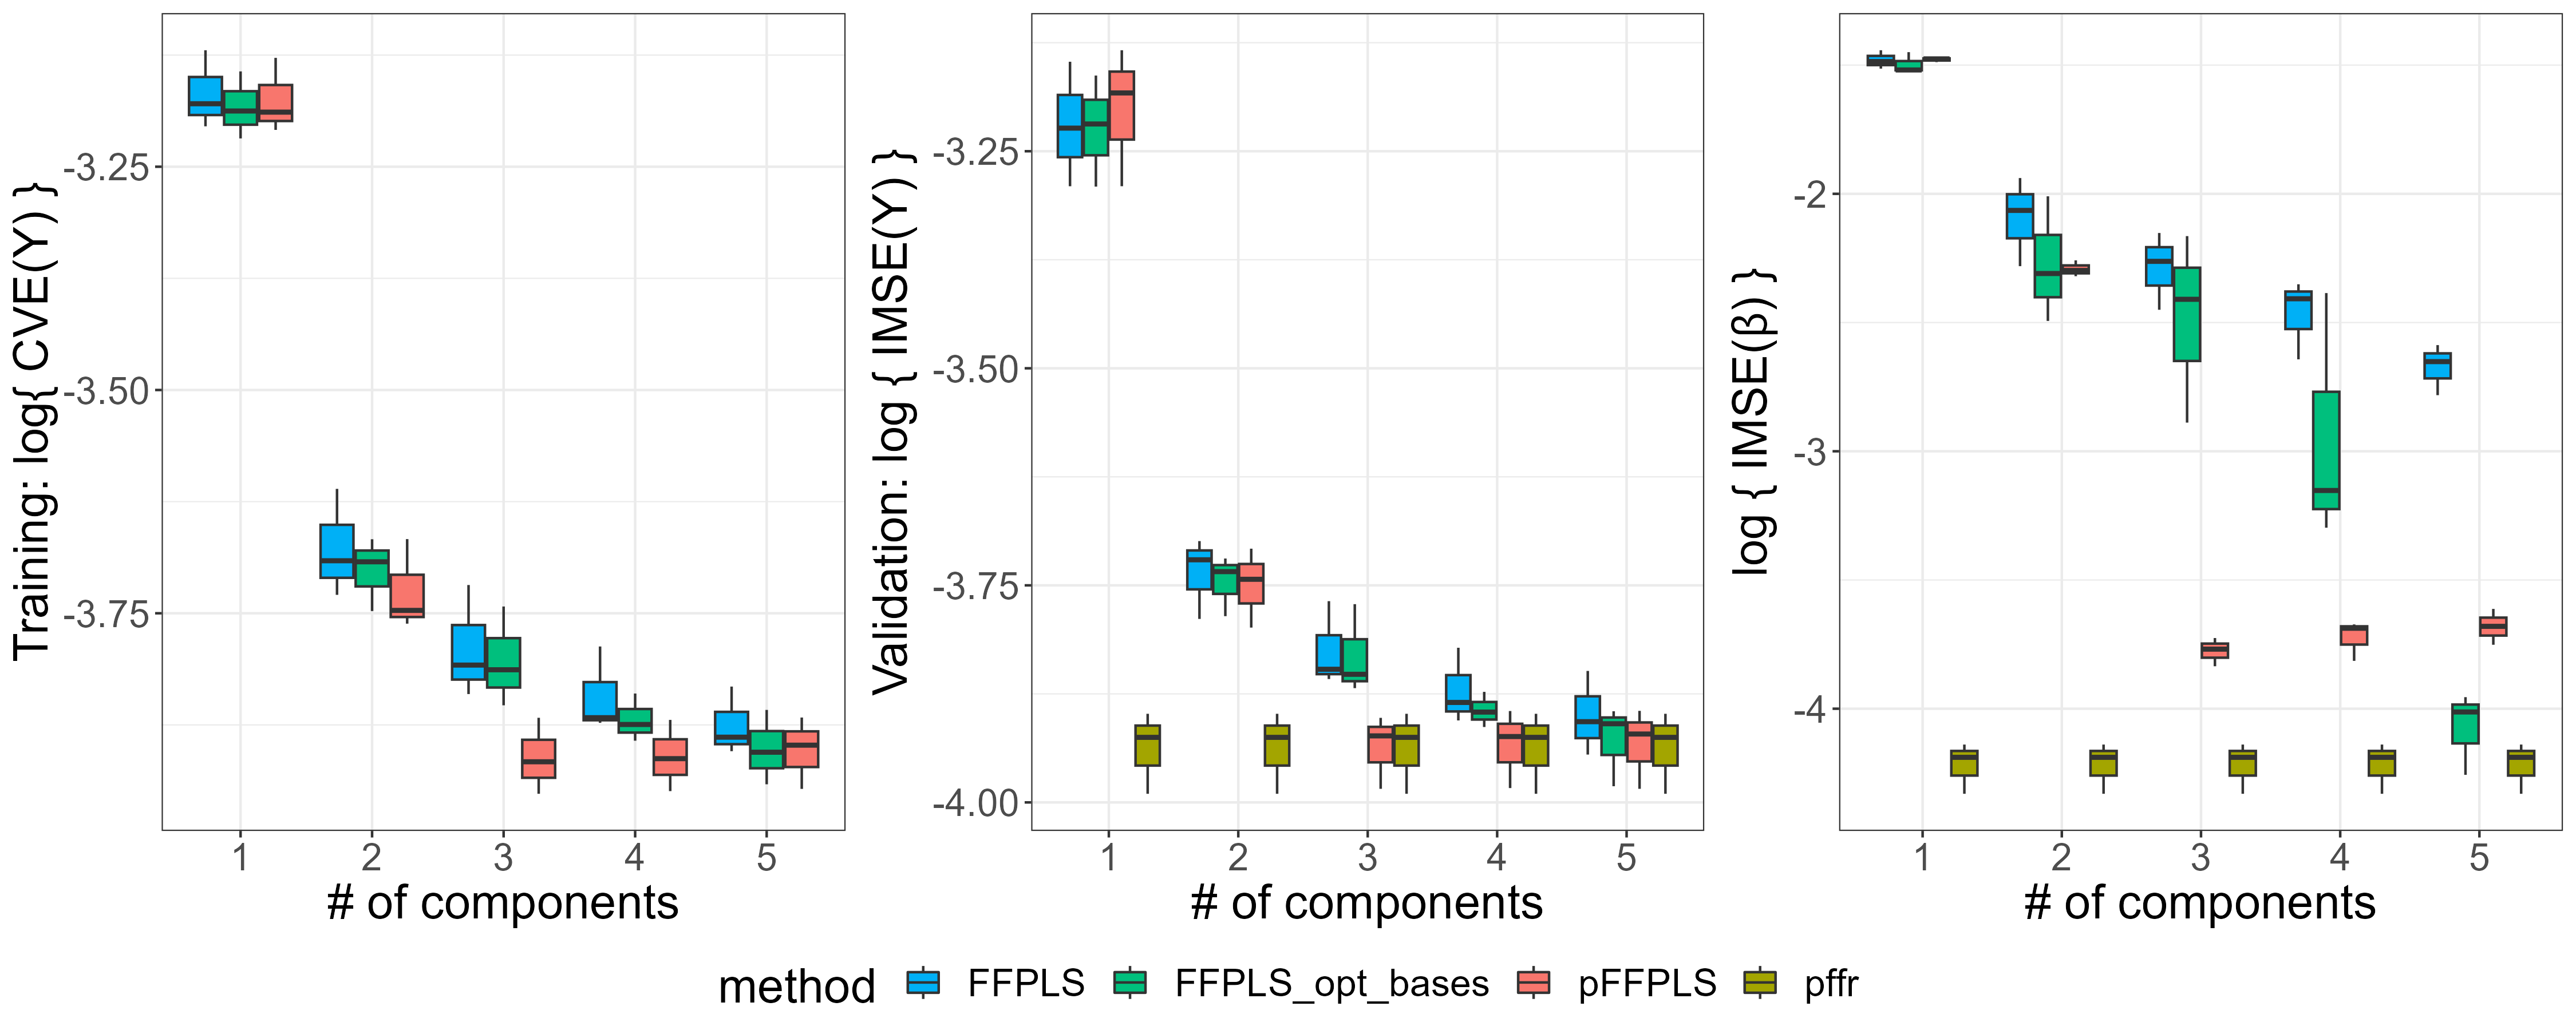 Training: log{ CVE(Y) }
-3.25
-3.50
-3.75
1 2 3 4 5
# of components
Validation: log { IMSE(Y) }
-3.25
-3.50
-3.75
-4.00
1 2 3 4 5
# of components
log { IMSE(β) }
-2
-3
-4
1 2 3 4 5
# of components
method FFPLS FFPLS_opt_bases pFFPLS pffr